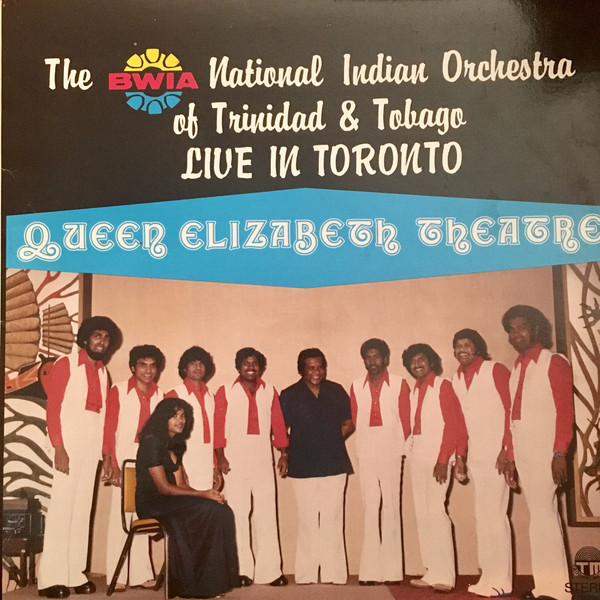 The BWIA National Indian Orchestra
of Trinidad & Tobago
LIVE IN TORONTO
QUEEN ELIZABETH THEATRE